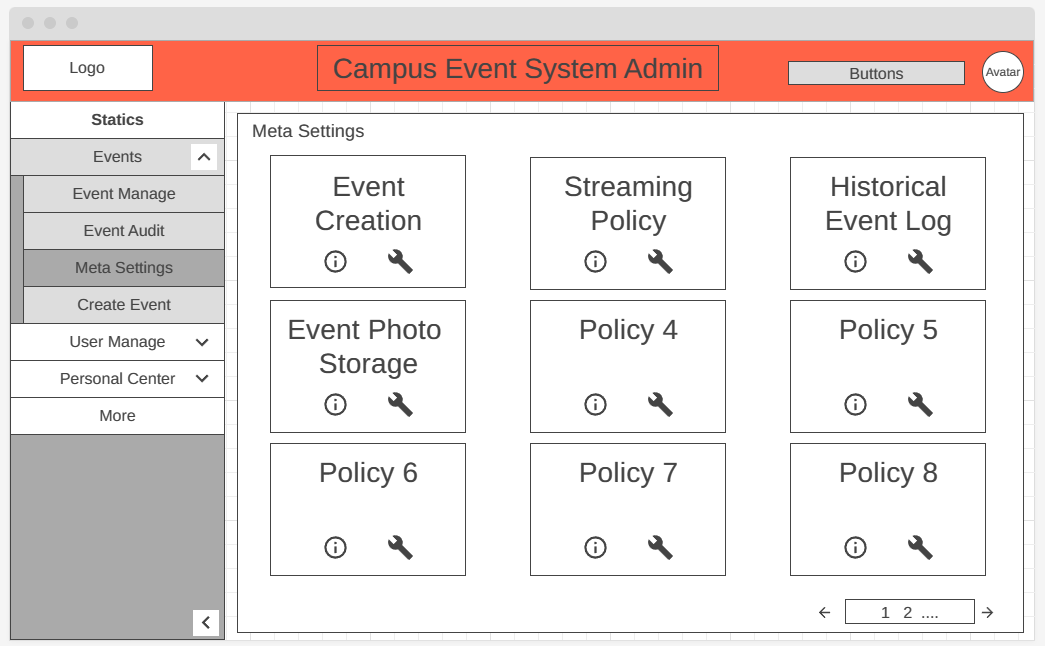 Logo
Campus Event System Admin
Buttons
Avatar
Statics
Events
Event Manage
Event Audit
Meta Settings
Create Event
User Manage
Personal Center
More
Meta Settings
Event
Creation
Streaming
Policy
Historical
Event Log
Event Photo
Storage
Policy 4
Policy 5
Policy 6
Policy 7
Policy 8
1 2 ....